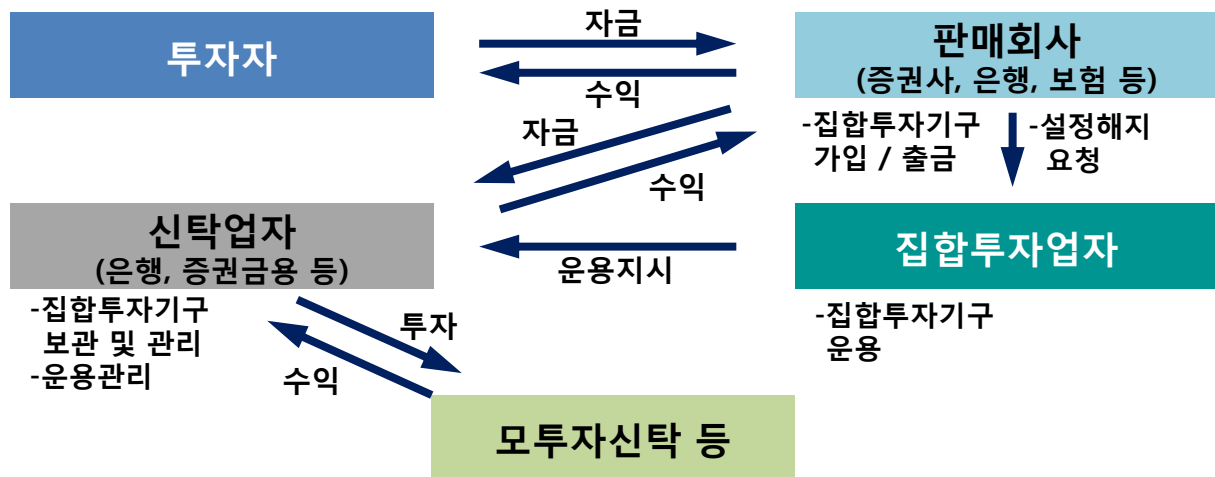 투자자
자금
수익
판매회사
(증권사, 은행, 보험 등)
-집합투자기구
가입 / 출금
-설정해지
요청
자금
수익
신탁업자
(은행, 증권금융 등)
운용지시
집합투자업자
-집합투자기구
보관 및 관리
-운용관리
투자
수익
-집합투자기구
운용
모투자신탁 등